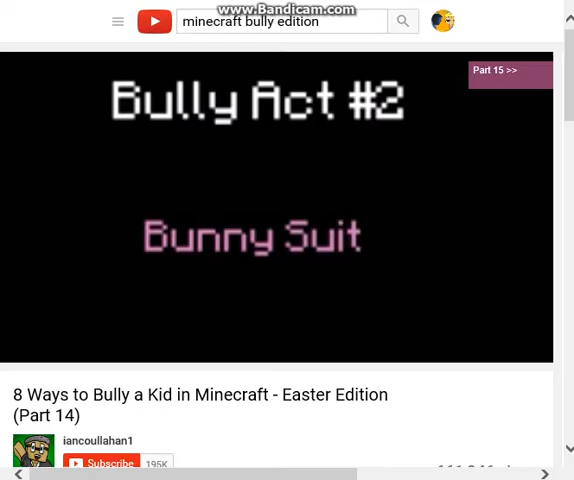 www.Bandicam.com
minecraft bully edition
Part 15 >>
Bully Act #2
Bunny Suit
8 Ways to Bully a Kid in Minecraft - Easter Edition
(Part 14)
iancoullahan1
Subscribe 195K